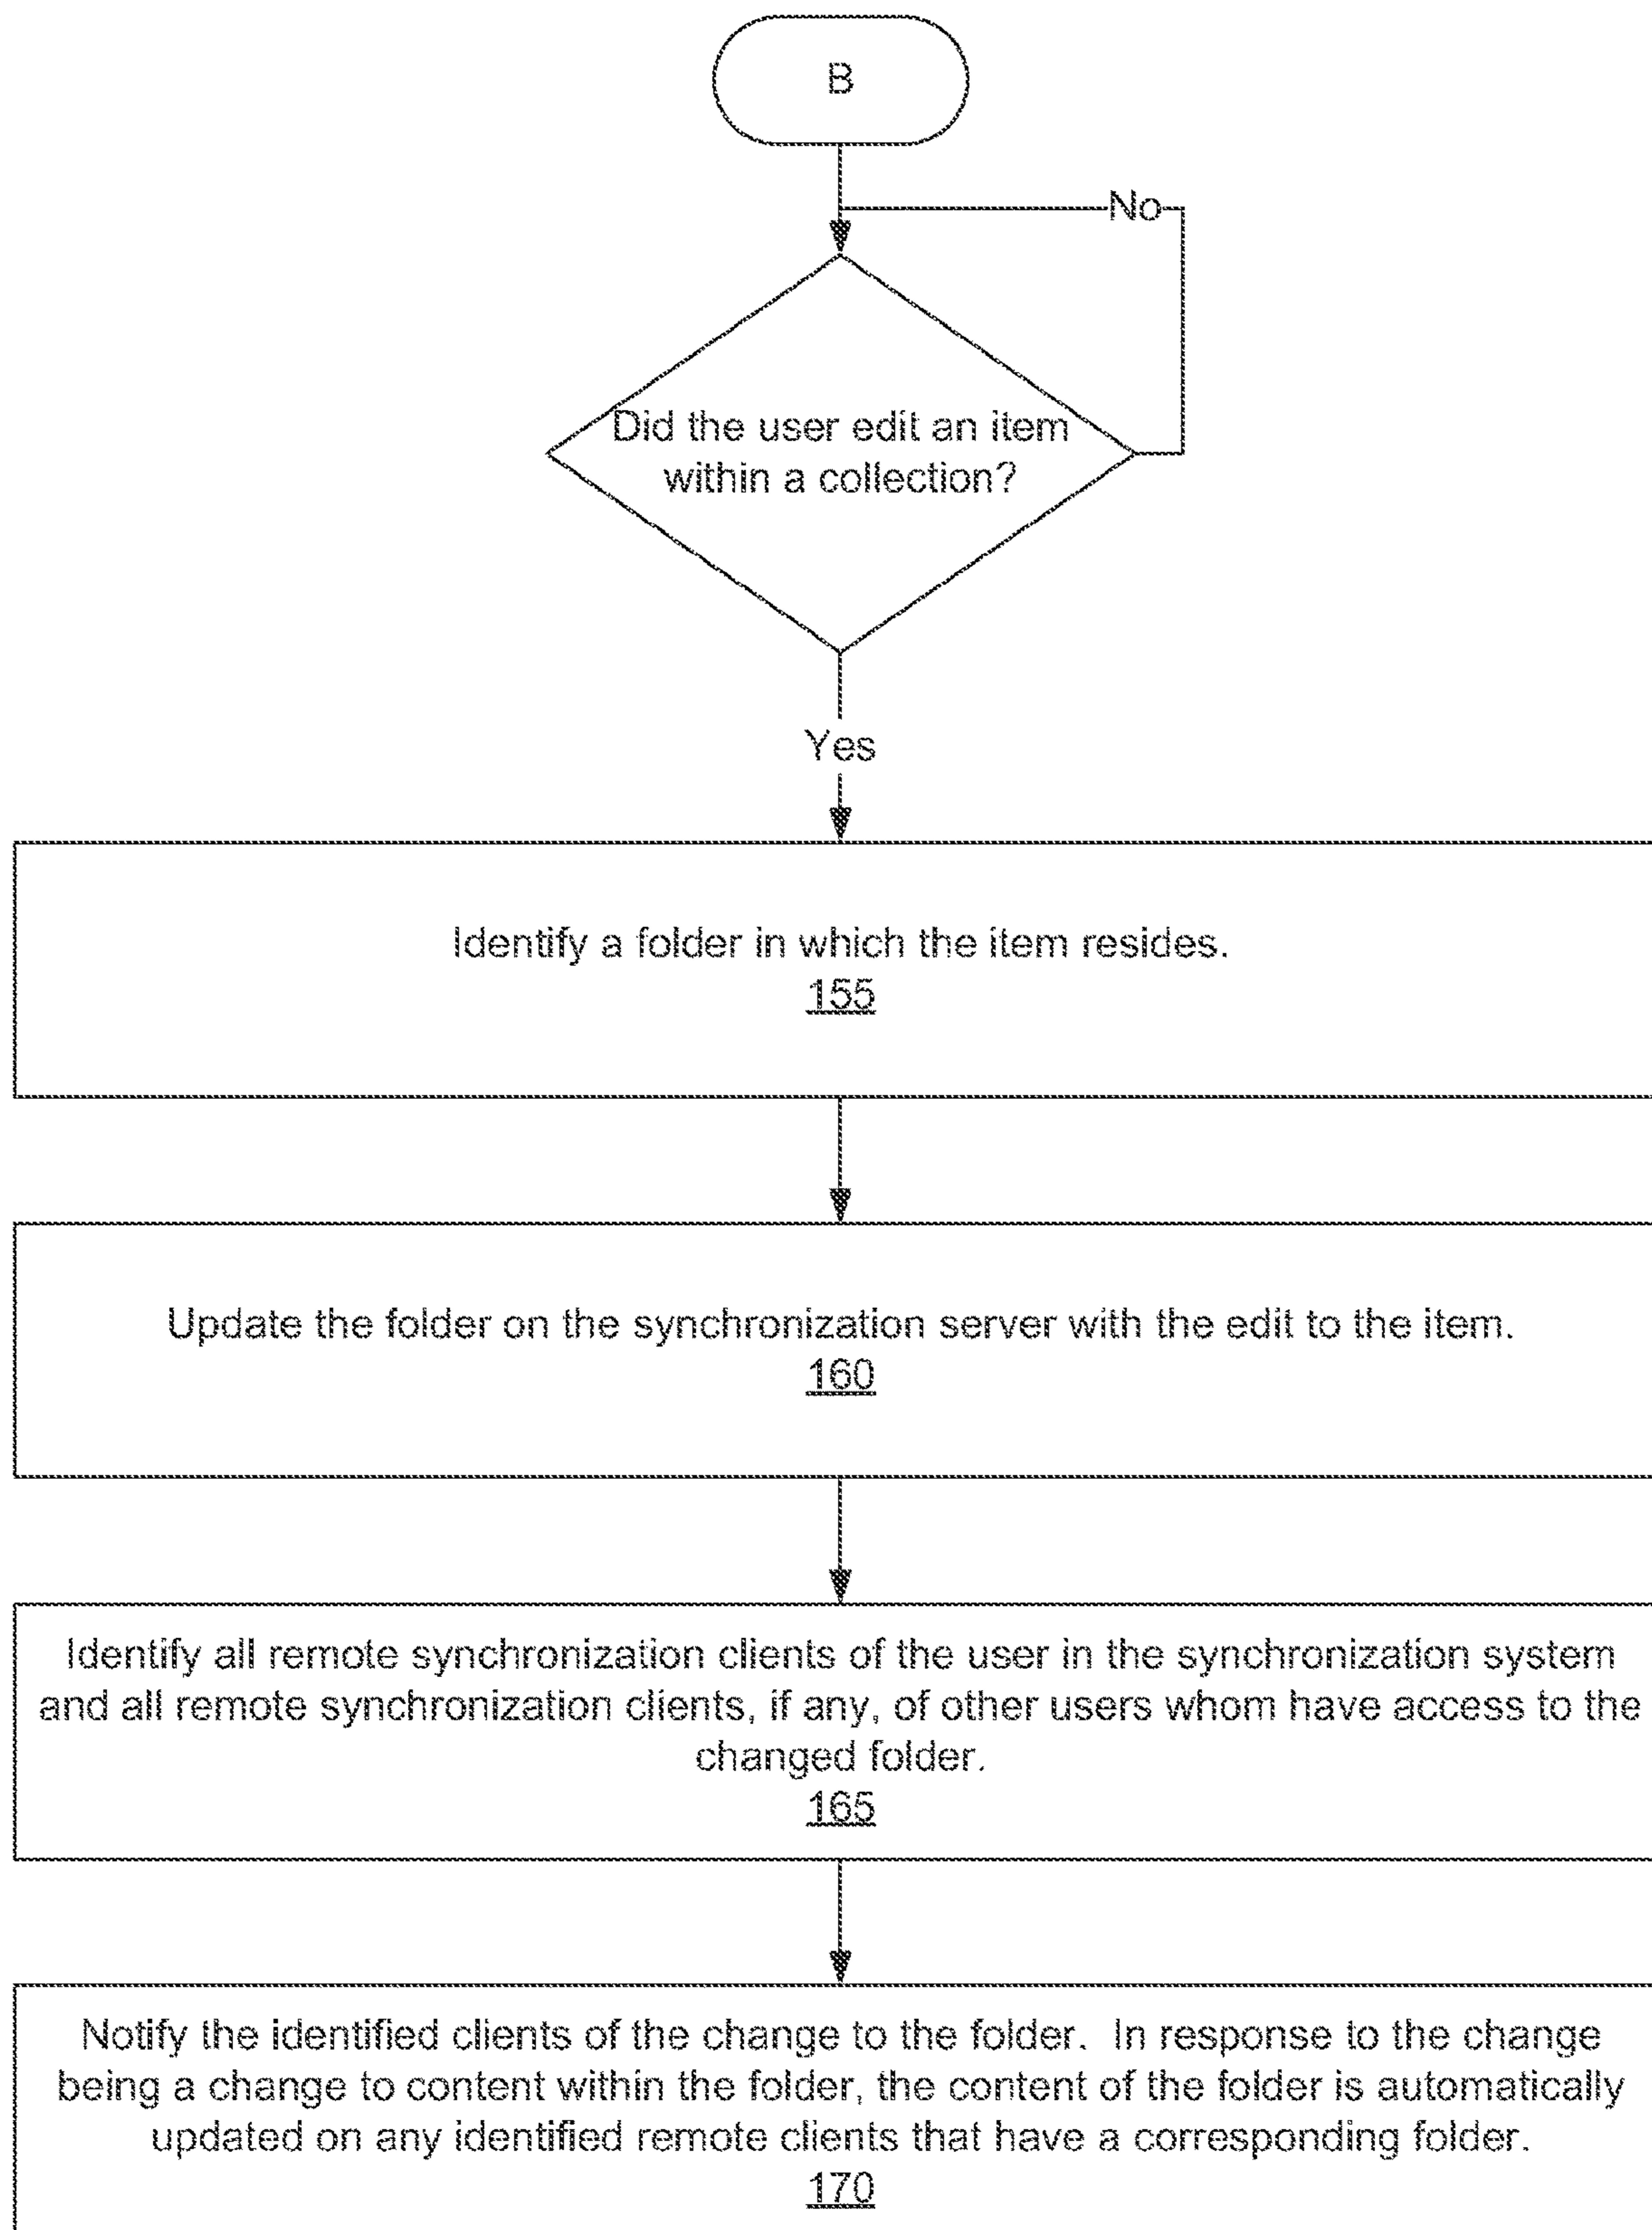 B
No
Did the user edit an item
within a collection?
Yes
Identify a folder in which the item resides.
155
Update the folder on the synchronization server with the edit to the item.
160
Identify all remote synchronization clients of the user in the synchronization system
and all remote synchronization clients, if any, of other users whom have access to the
changed folder.
165
Notify the identified clients of the change to the folder.  In response to the change
being a change to content within the folder, the content of the folder is automatically
updated on any identified remote clients that have a corresponding folder.
170